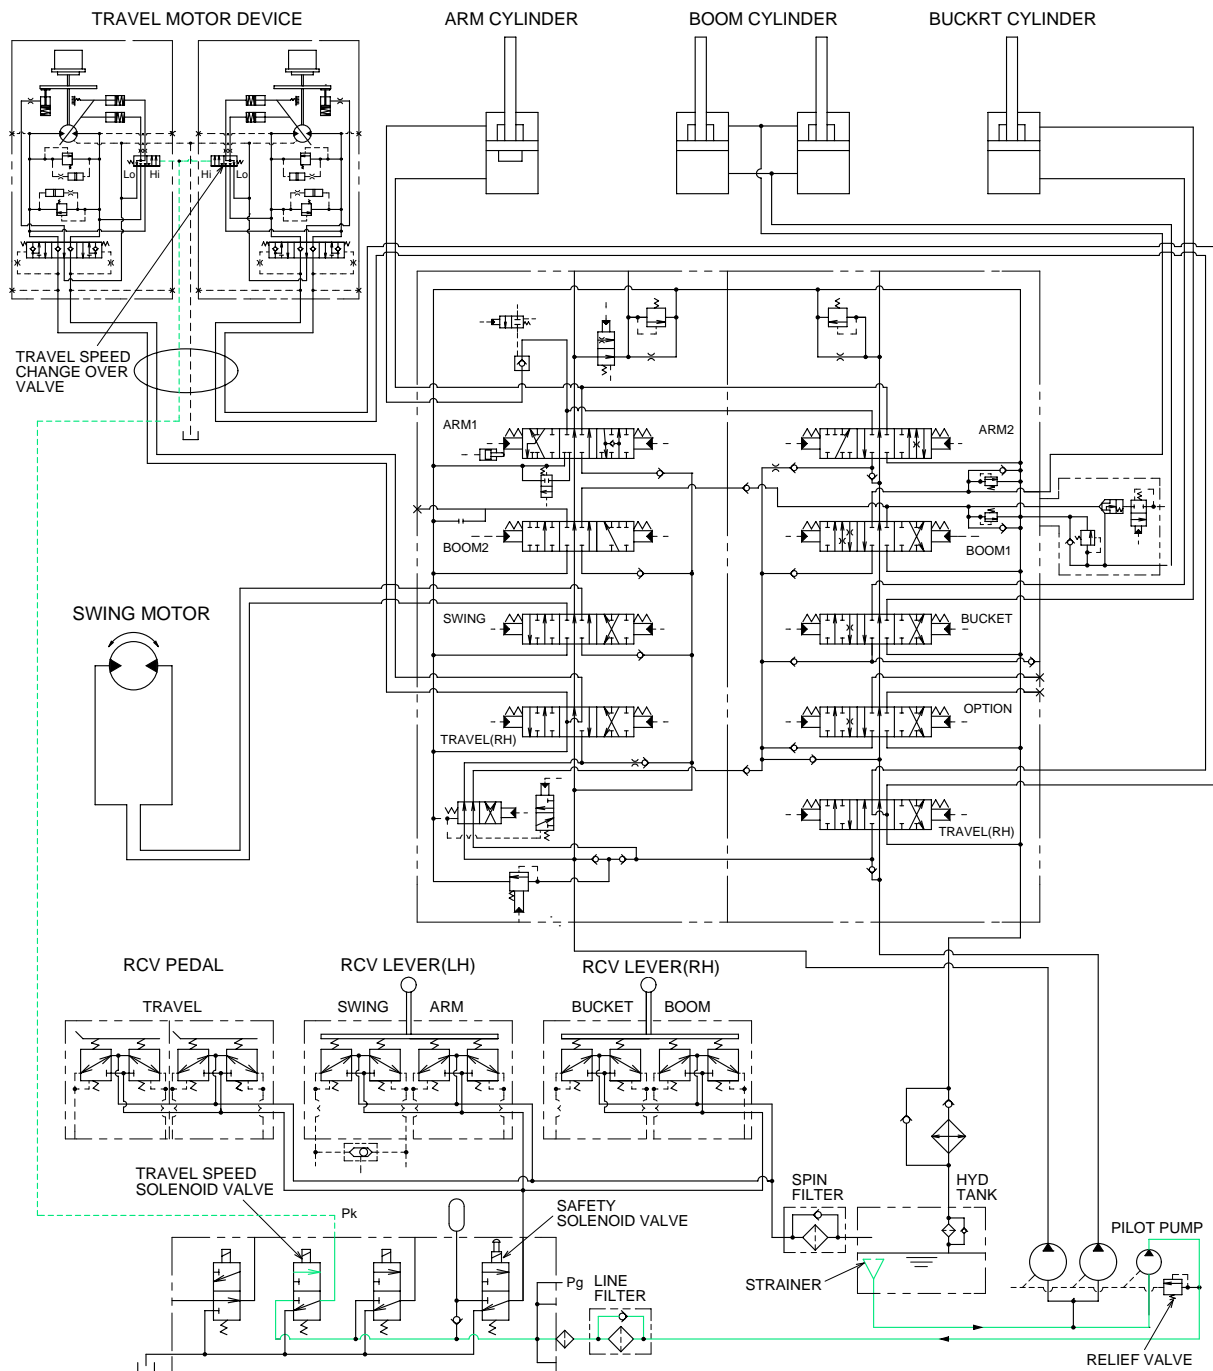 TRAVEL MOTOR DEVICE
ARM CYLINDER
BOOM CYLINDER
BUCKRT CYLINDER
Lo
Hi
Hi
Lo
TRAVEL SPEED
CHANGE OVER
VALVE
ARM1
ARM2
BOOM2
BOOM1
SWING MOTOR
SWING
BUCKET
OPTION
TRAVEL(RH)
TRAVEL(RH)
RCV PEDAL
RCV LEVER(LH)
RCV LEVER(RH)
TRAVEL
SWING
ARM
BUCKET
BOOM
TRAVEL SPEED
SOLENOID VALVE
Pk
SAFETY
SOLENOID VALVE
SPIN
FILTER
HYD
TANK
PILOT PUMP
STRAINER
Pg
LINE
FILTER
RELIEF VALVE